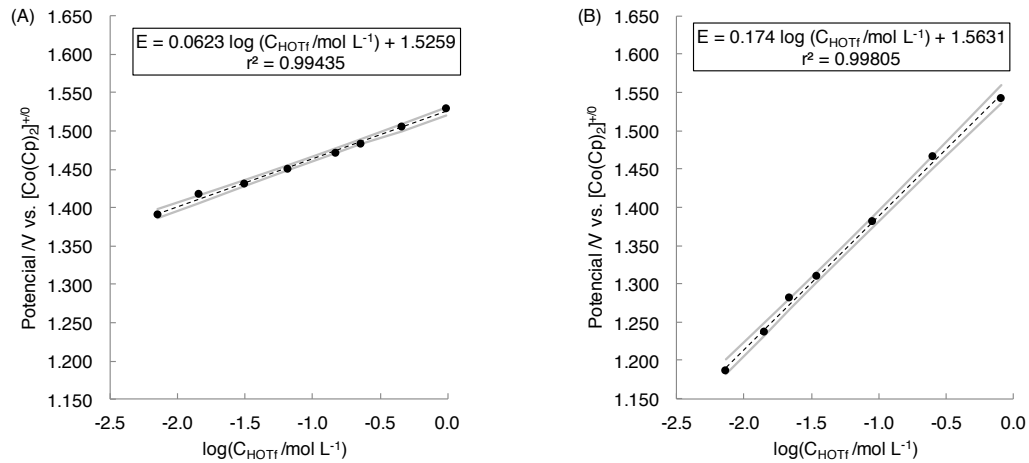 (A)
E = 0.0623 log (C_HOTf /mol L⁻¹) + 1.5259
r² = 0.99435
Potencial /V vs. [Co(Cp)₂]⁺/⁰
1.650
1.600
1.550
1.500
1.450
1.400
1.350
1.300
1.250
1.200
1.150
-2.5 -2.0 -1.5 -1.0 -0.5 0.0
log(C_HOTf /mol L⁻¹)
(B)
E = 0.174 log (C_HOTf /mol L⁻¹) + 1.5631
r² = 0.99805
Potencial /V vs. [Co(Cp)₂]⁺/⁰
1.650
1.600
1.550
1.500
1.450
1.400
1.350
1.300
1.250
1.200
1.150
-2.5 -2.0 -1.5 -1.0 -0.5 0.0
log(C_HOTf /mol L⁻¹)